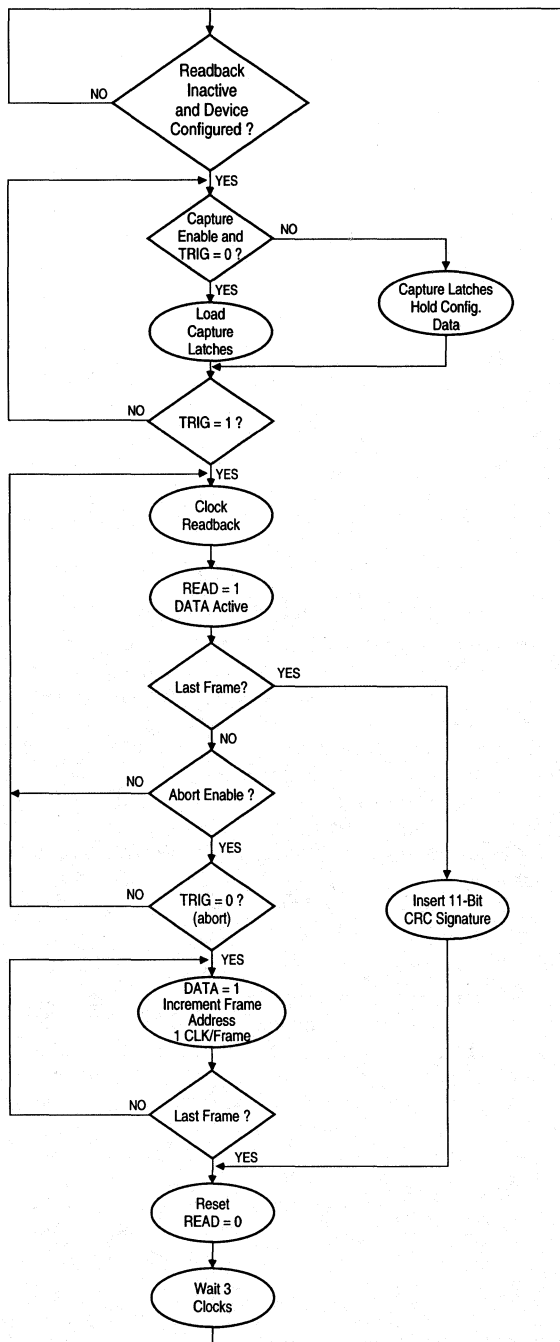 Readback
Inactive
and Device
Configured ?
NO
YES
Capture
Enable and
TRIG = 0 ?
NO
YES
Load
Capture
Latches
Capture Latches
Hold Config.
Data
TRIG = 1 ?
NO
YES
Clock
Readback
READ = 1
DATA Active
Last Frame?
YES
NO
Abort Enable ?
NO
YES
TRIG = 0 ?
(abort)
NO
YES
Insert 11-Bit
CRC Signature
DATA = 1
Increment Frame
Address
1 CLK/Frame
Last Frame ?
NO
YES
Reset
READ = 0
Wait 3
Clocks